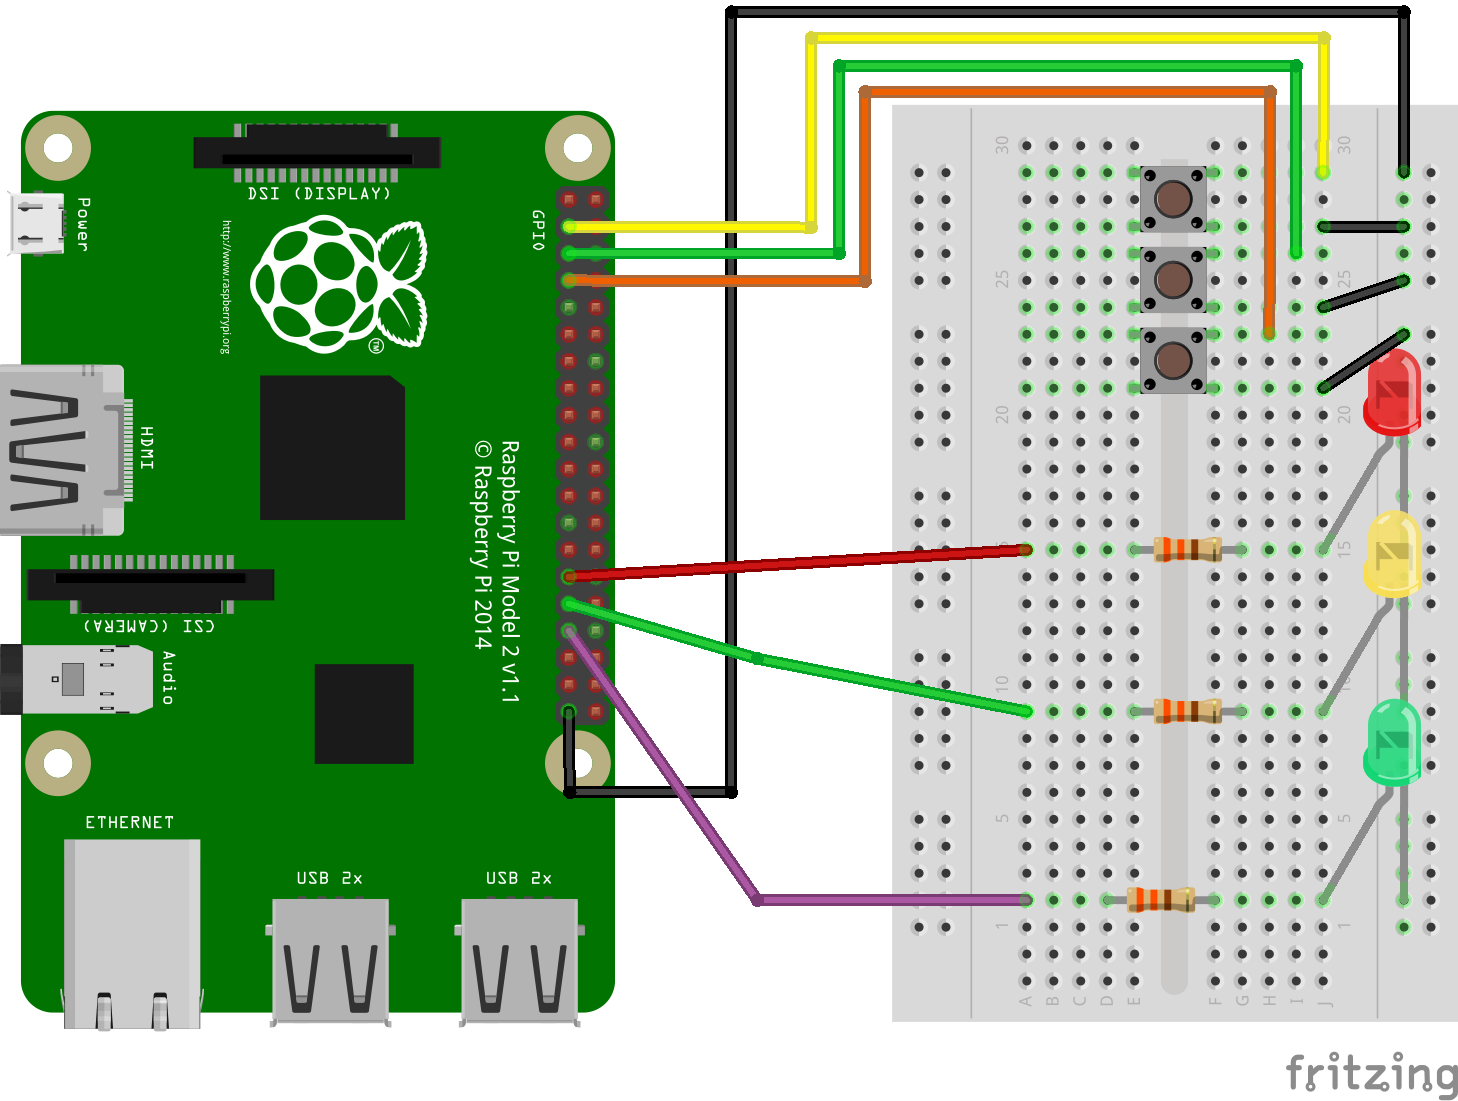 DSI (DISPLAY)
Power
GPIO
http://www.raspberrypi.org
TM
HDMI
Raspberry Pi Model 2 v1.1
© Raspberry Pi 2014
CSI (CAMERA)
Audio
ETHERNET
USB 2x
USB 2x
30
30
25
25
20
20
15
15
10
10
5
5
1
1
A B C D E F G H I J
fritzing